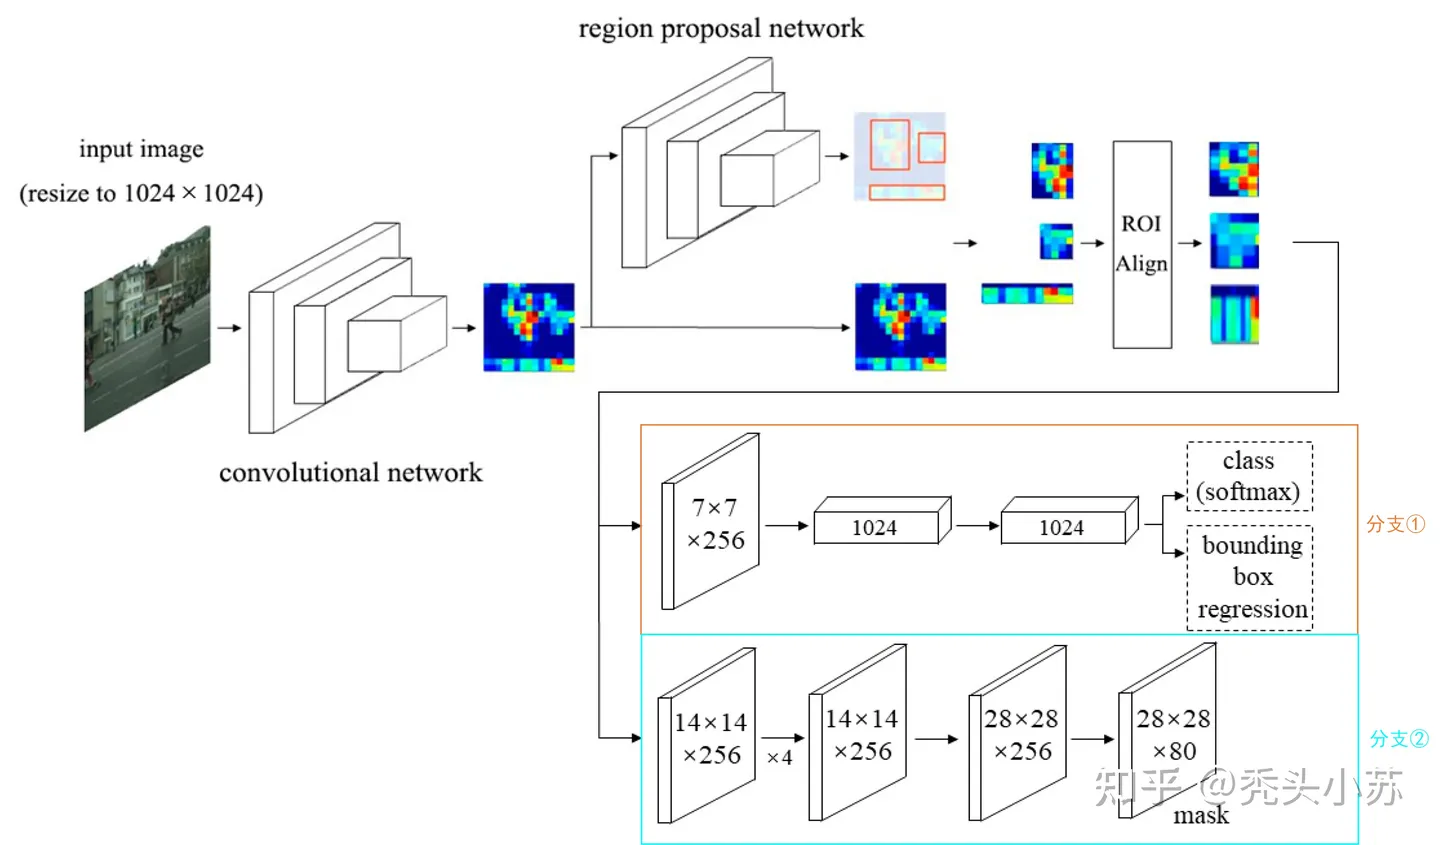 region proposal network
input image
(resize to 1024 × 1024)
ROI
Align
convolutional network
7×7
×256
1024
1024
class
(softmax)
bounding
box
regression
分支①
14×14
×256
×4
14×14
×256
28×28
×256
28×28
×80
mask
分支②
知乎 @秃头小苏